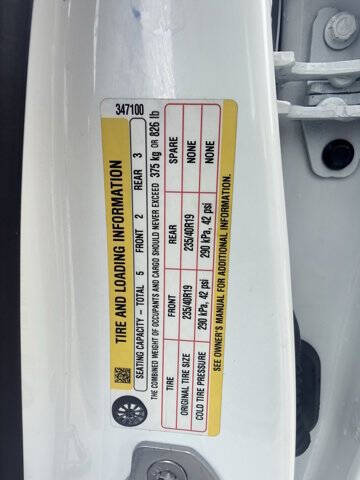 347100
TIRE AND LOADING INFORMATION
SEATING CAPACITY – TOTAL 5 FRONT 2 REAR 3
THE COMBINED WEIGHT OF OCCUPANTS AND CARGO SHOULD NEVER EXCEED 375 kg OR 826 lb
TIRE FRONT REAR SPARE
ORIGINAL TIRE SIZE 235/40R19 235/40R19 NONE
COLD TIRE PRESSURE 290 kPa, 42 psi 290 kPa, 42 psi NONE
SEE OWNER'S MANUAL FOR ADDITIONAL INFORMATION.